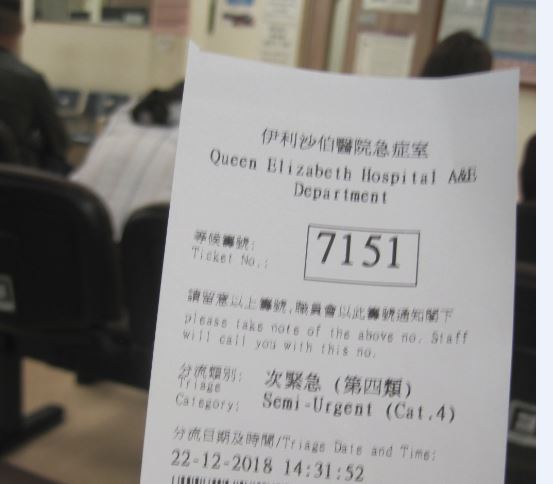 伊利沙伯醫院急症室
Queen Elizabeth Hospital A&E
Department
等候籌號:
Ticket No.:
7151
請留意以上籌號,職員會以此籌號通知閣下
please take note of the above no. Staff
will call you with this no.
分流類別: 次緊急 (第四類)
Triage
Category: Semi-Urgent (Cat.4)
分流日期及時間/Triage Date and Time:
22-12-2018 14:31:52